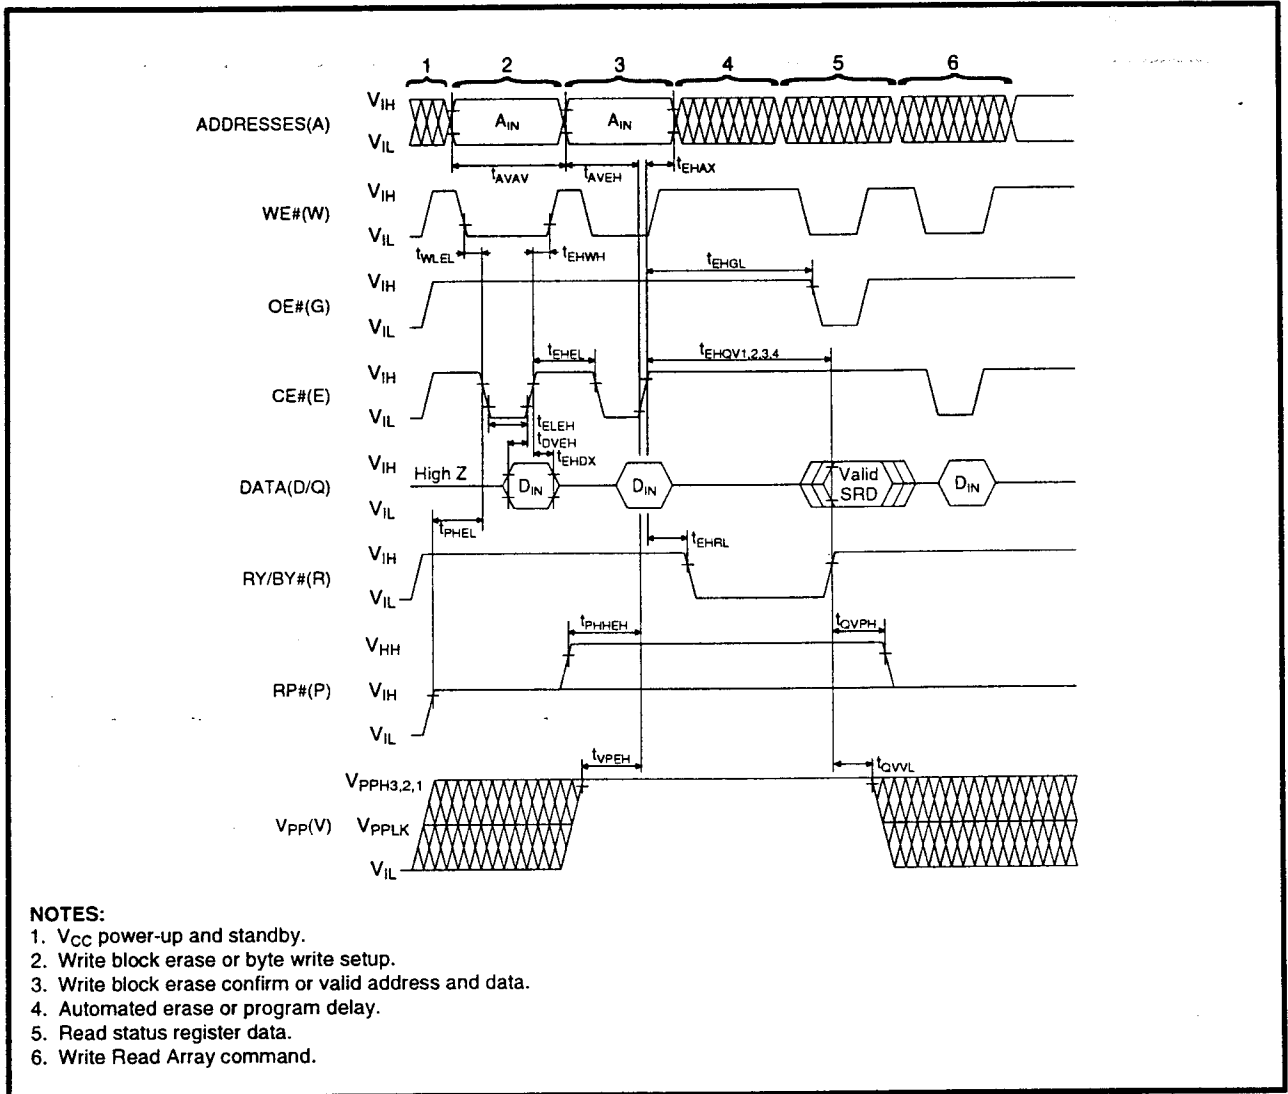 1 2 3 4 5 6
ADDRESSES(A) VIH VIL AIN AIN
tAVAV tAVEH tEHAX
WE#(W) VIH VIL
tWLEL tEHWH tEHGL
OE#(G) VIH VIL
tEHEL tEHQV1,2,3,4
CE#(E) VIH VIL
tELEH
tDVEH
tEHDX
DATA(D/Q) VIH VIL High Z DIN DIN Valid SRD DIN
tPHEL tEHRL
RY/BY#(R) VIH VIL
tPHHEH tQVPH
RP#(P) VHH VIH VIL
tVPEH tQVVL
VPP(V) VPPH3,2,1 VPPLK VIL
NOTES:
1. VCC power-up and standby.
2. Write block erase or byte write setup.
3. Write block erase confirm or valid address and data.
4. Automated erase or program delay.
5. Read status register data.
6. Write Read Array command.